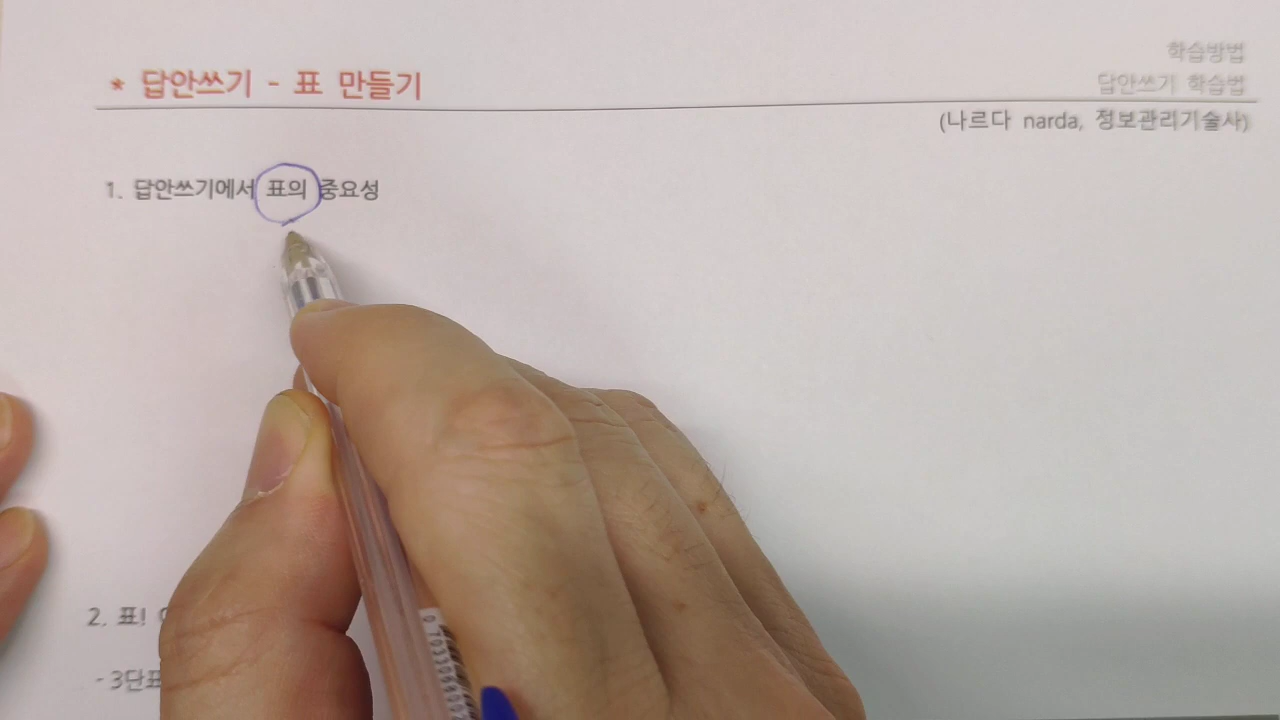 학습방법
* 답안쓰기 - 표 만들기
답안쓰기 학습법
(나르다 narda, 정보관리기술사)
1. 답안쓰기에서 표의 중요성
2. 표!
- 3단표